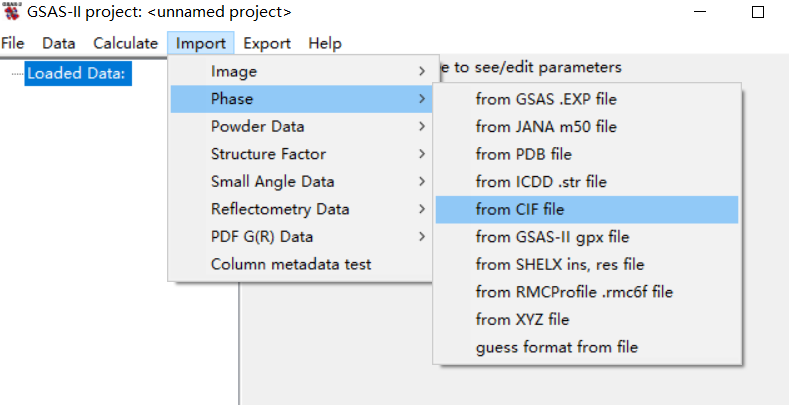 GSAS-II project: <unnamed project>
File Data Calculate Import Export Help
Loaded Data:
e to see/edit parameters
Image
Phase
Powder Data
Structure Factor
Small Angle Data
Reflectometry Data
PDF G(R) Data
Column metadata test
from GSAS .EXP file
from JANA m50 file
from PDB file
from ICDD .str file
from CIF file
from GSAS-II gpx file
from SHELX ins, res file
from RMCProfile .rmc6f file
from XYZ file
guess format from file